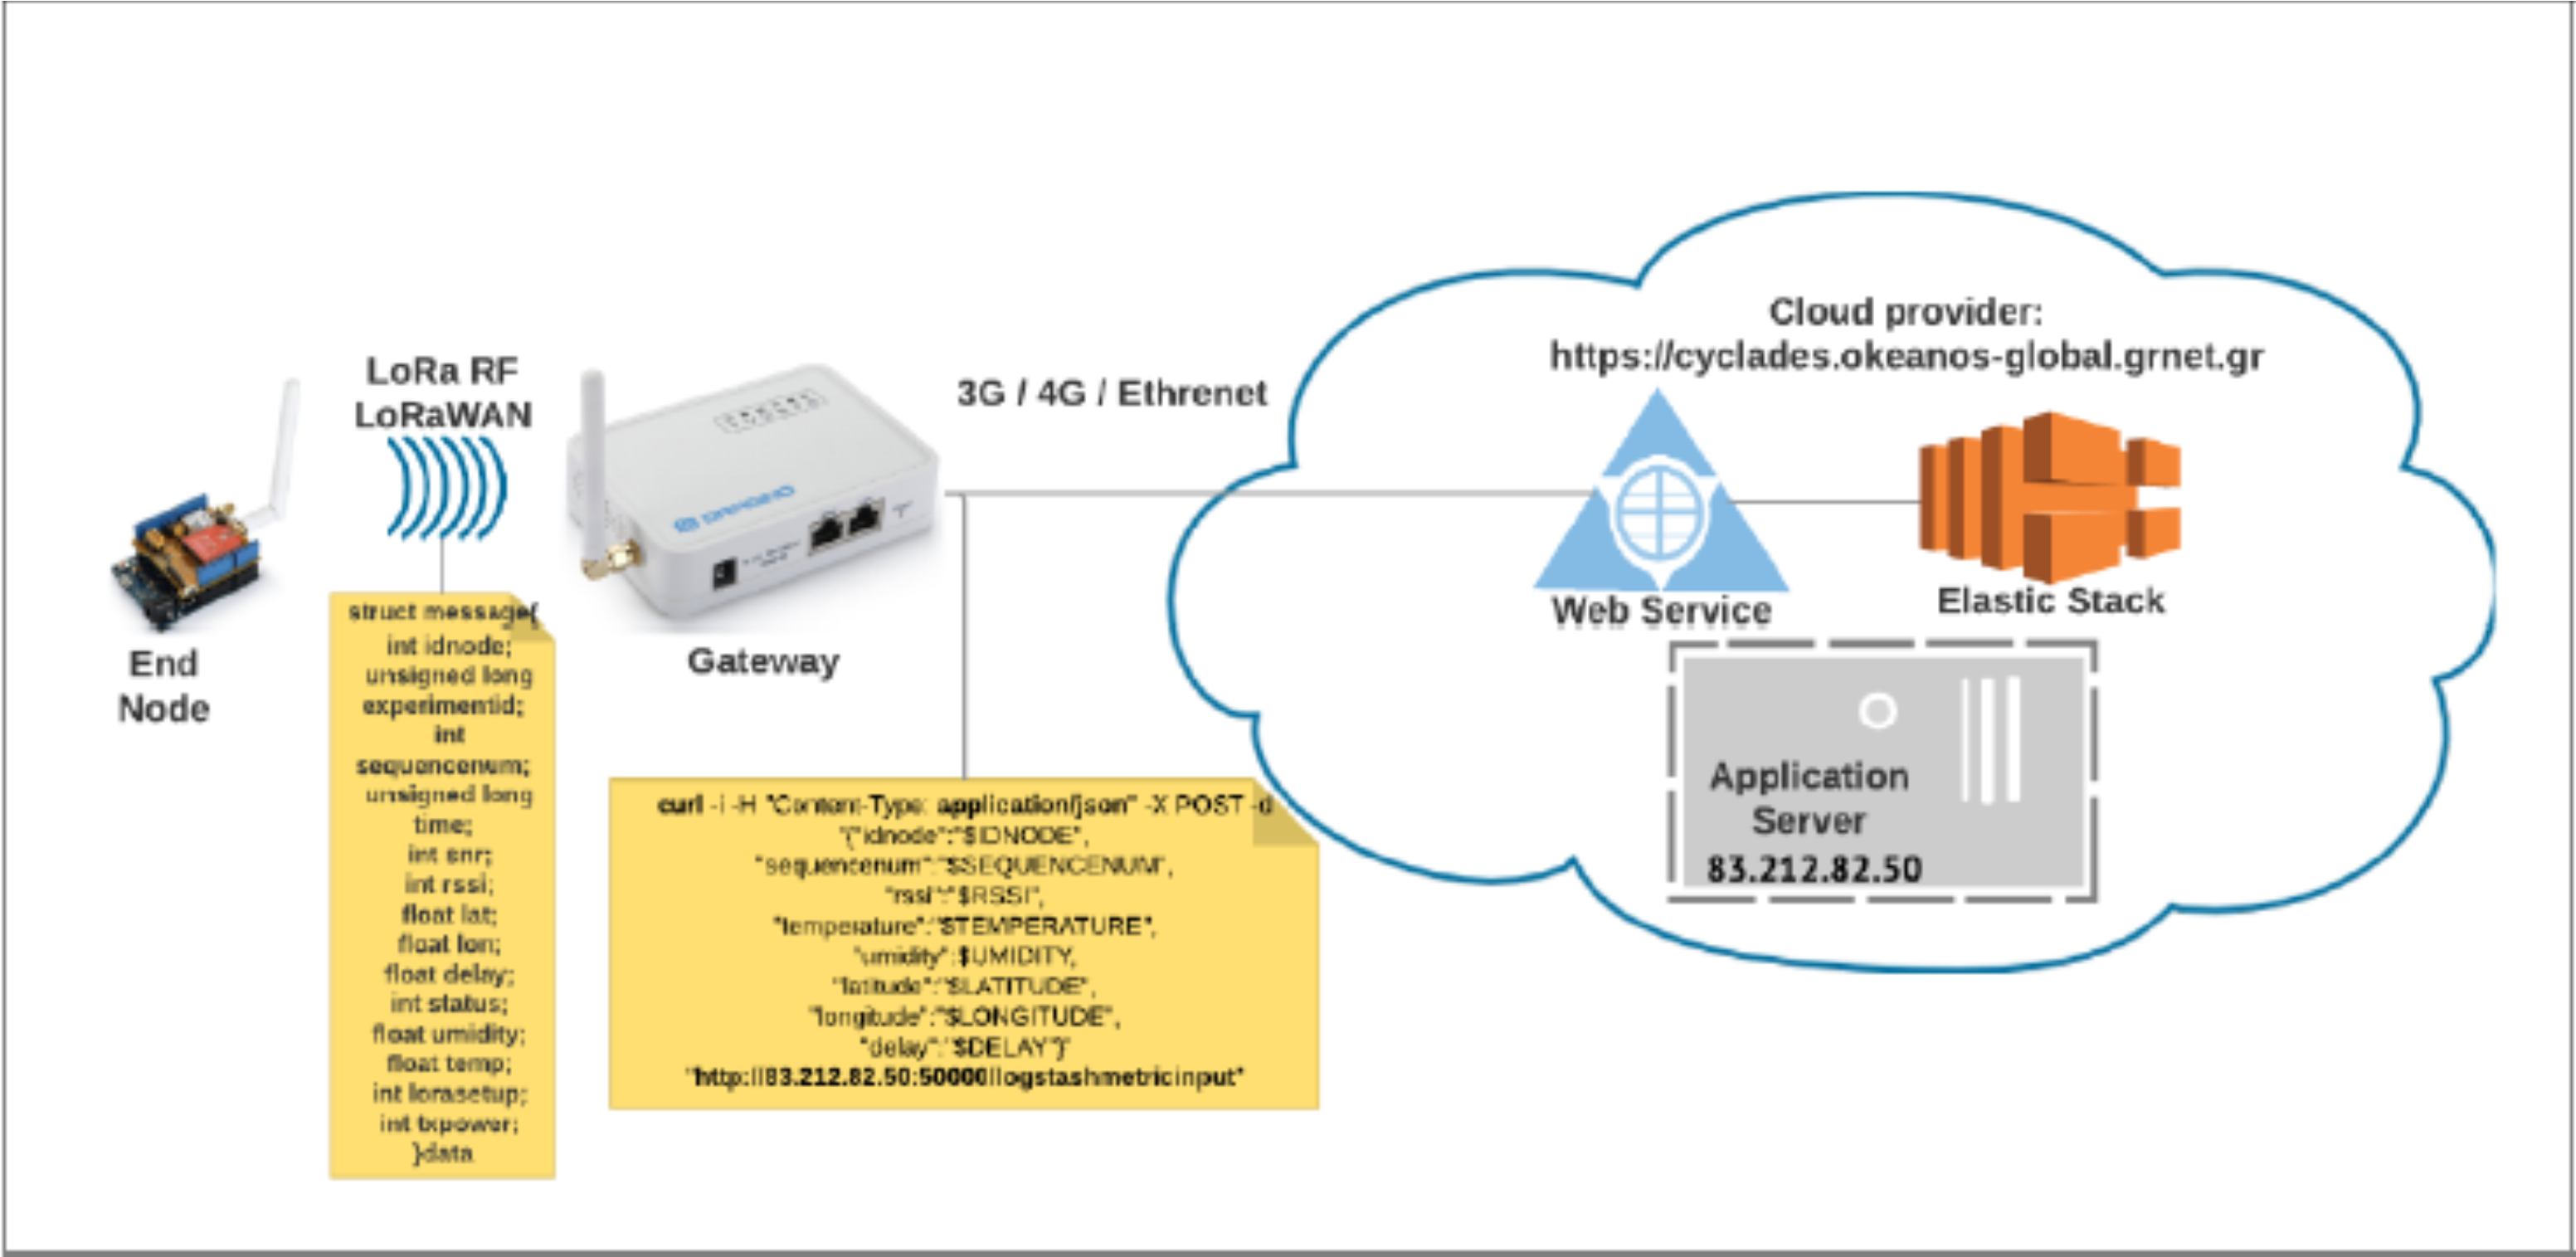 LoRa RF
LoRaWAN
3G / 4G / Ethrenet
Cloud provider:
https://cyclades.okeanos-global.grnet.gr
Web Service
Elastic Stack
End
Node
Gateway
Application
Server
83.212.82.50
struct message{
int idnode;
unsigned long
experimentid;
int
sequencenum;
unsigned long
time;
int snr;
int rssi;
float lat;
float lon;
float delay;
int status;
float umidity;
float temp;
int lorasetup;
int txpower;
}data
curl -i -H "Content-Type: application/json" -X POST -d
'{"idnode":"$IDNODE",
"sequencenum":"$SEQUENCENUM",
"rssi":"$RSSI",
"temperature":"$TEMPERATURE",
"umidity":$UMIDITY,
"latitude":"$LATITUDE",
"longitude":"$LONGITUDE",
"delay":"$DELAY"}'
"http://83.212.82.50:50000/logstashmetricinput"